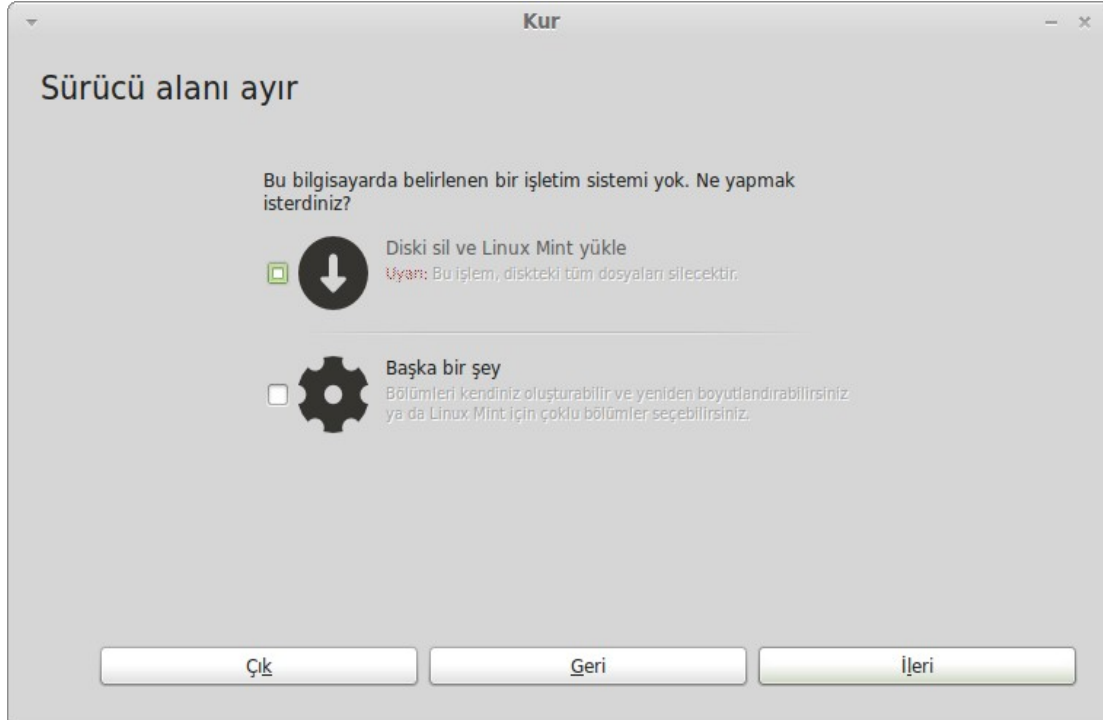 Kur
Sürücü alanı ayır
Bu bilgisayarda belirlenen bir işletim sistemi yok. Ne yapmak
isterdiniz?
Diski sil ve Linux Mint yükle
Uyarı: Bu işlem, diskteki tüm dosyaları silecektir.
Başka bir şey
Bölümleri kendiniz oluşturabilir ve yeniden boyutlandırabilirsiniz
ya da Linux Mint için çoklu bölümler seçebilirsiniz.
Çık
Geri
İleri